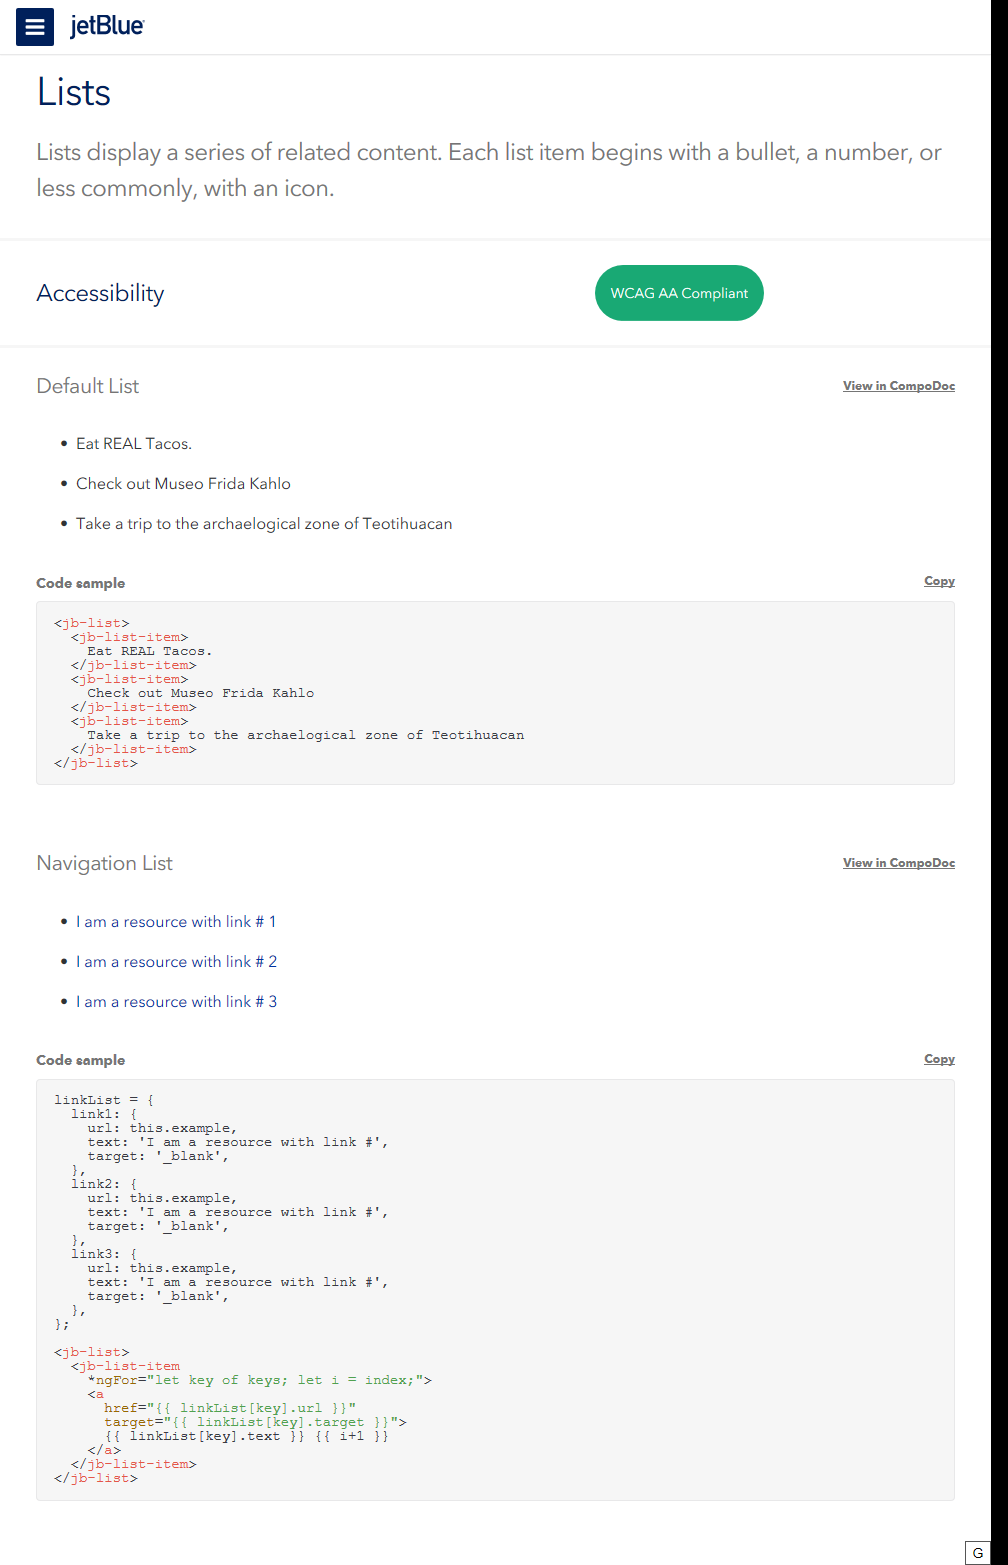 jetBlue
Lists
Lists display a series of related content. Each list item begins with a bullet, a number, or
less commonly, with an icon.
Accessibility
WCAG AA Compliant
Default List
View in CompoDoc
• Eat REAL Tacos.
• Check out Museo Frida Kahlo
• Take a trip to the archaelogical zone of Teotihuacan
Code sample
Copy
<jb-list>
  <jb-list-item>
    Eat REAL Tacos.
  </jb-list-item>
  <jb-list-item>
    Check out Museo Frida Kahlo
  </jb-list-item>
  <jb-list-item>
    Take a trip to the archaelogical zone of Teotihuacan
  </jb-list-item>
</jb-list>
Navigation List
View in CompoDoc
• I am a resource with link # 1
• I am a resource with link # 2
• I am a resource with link # 3
Code sample
Copy
linkList = {
  link1: {
    url: this.example,
    text: 'I am a resource with link #',
    target: '_blank',
  },
  link2: {
    url: this.example,
    text: 'I am a resource with link #',
    target: '_blank',
  },
  link3: {
    url: this.example,
    text: 'I am a resource with link #',
    target: '_blank',
  },
};
<jb-list>
  <jb-list-item
    *ngFor="let key of keys; let i = index;">
    <a
      href="{{ linkList[key].url }}"
      target="{{ linkList[key].target }}">
      {{ linkList[key].text }} {{ i+1 }}
    </a>
  </jb-list-item>
</jb-list>
G